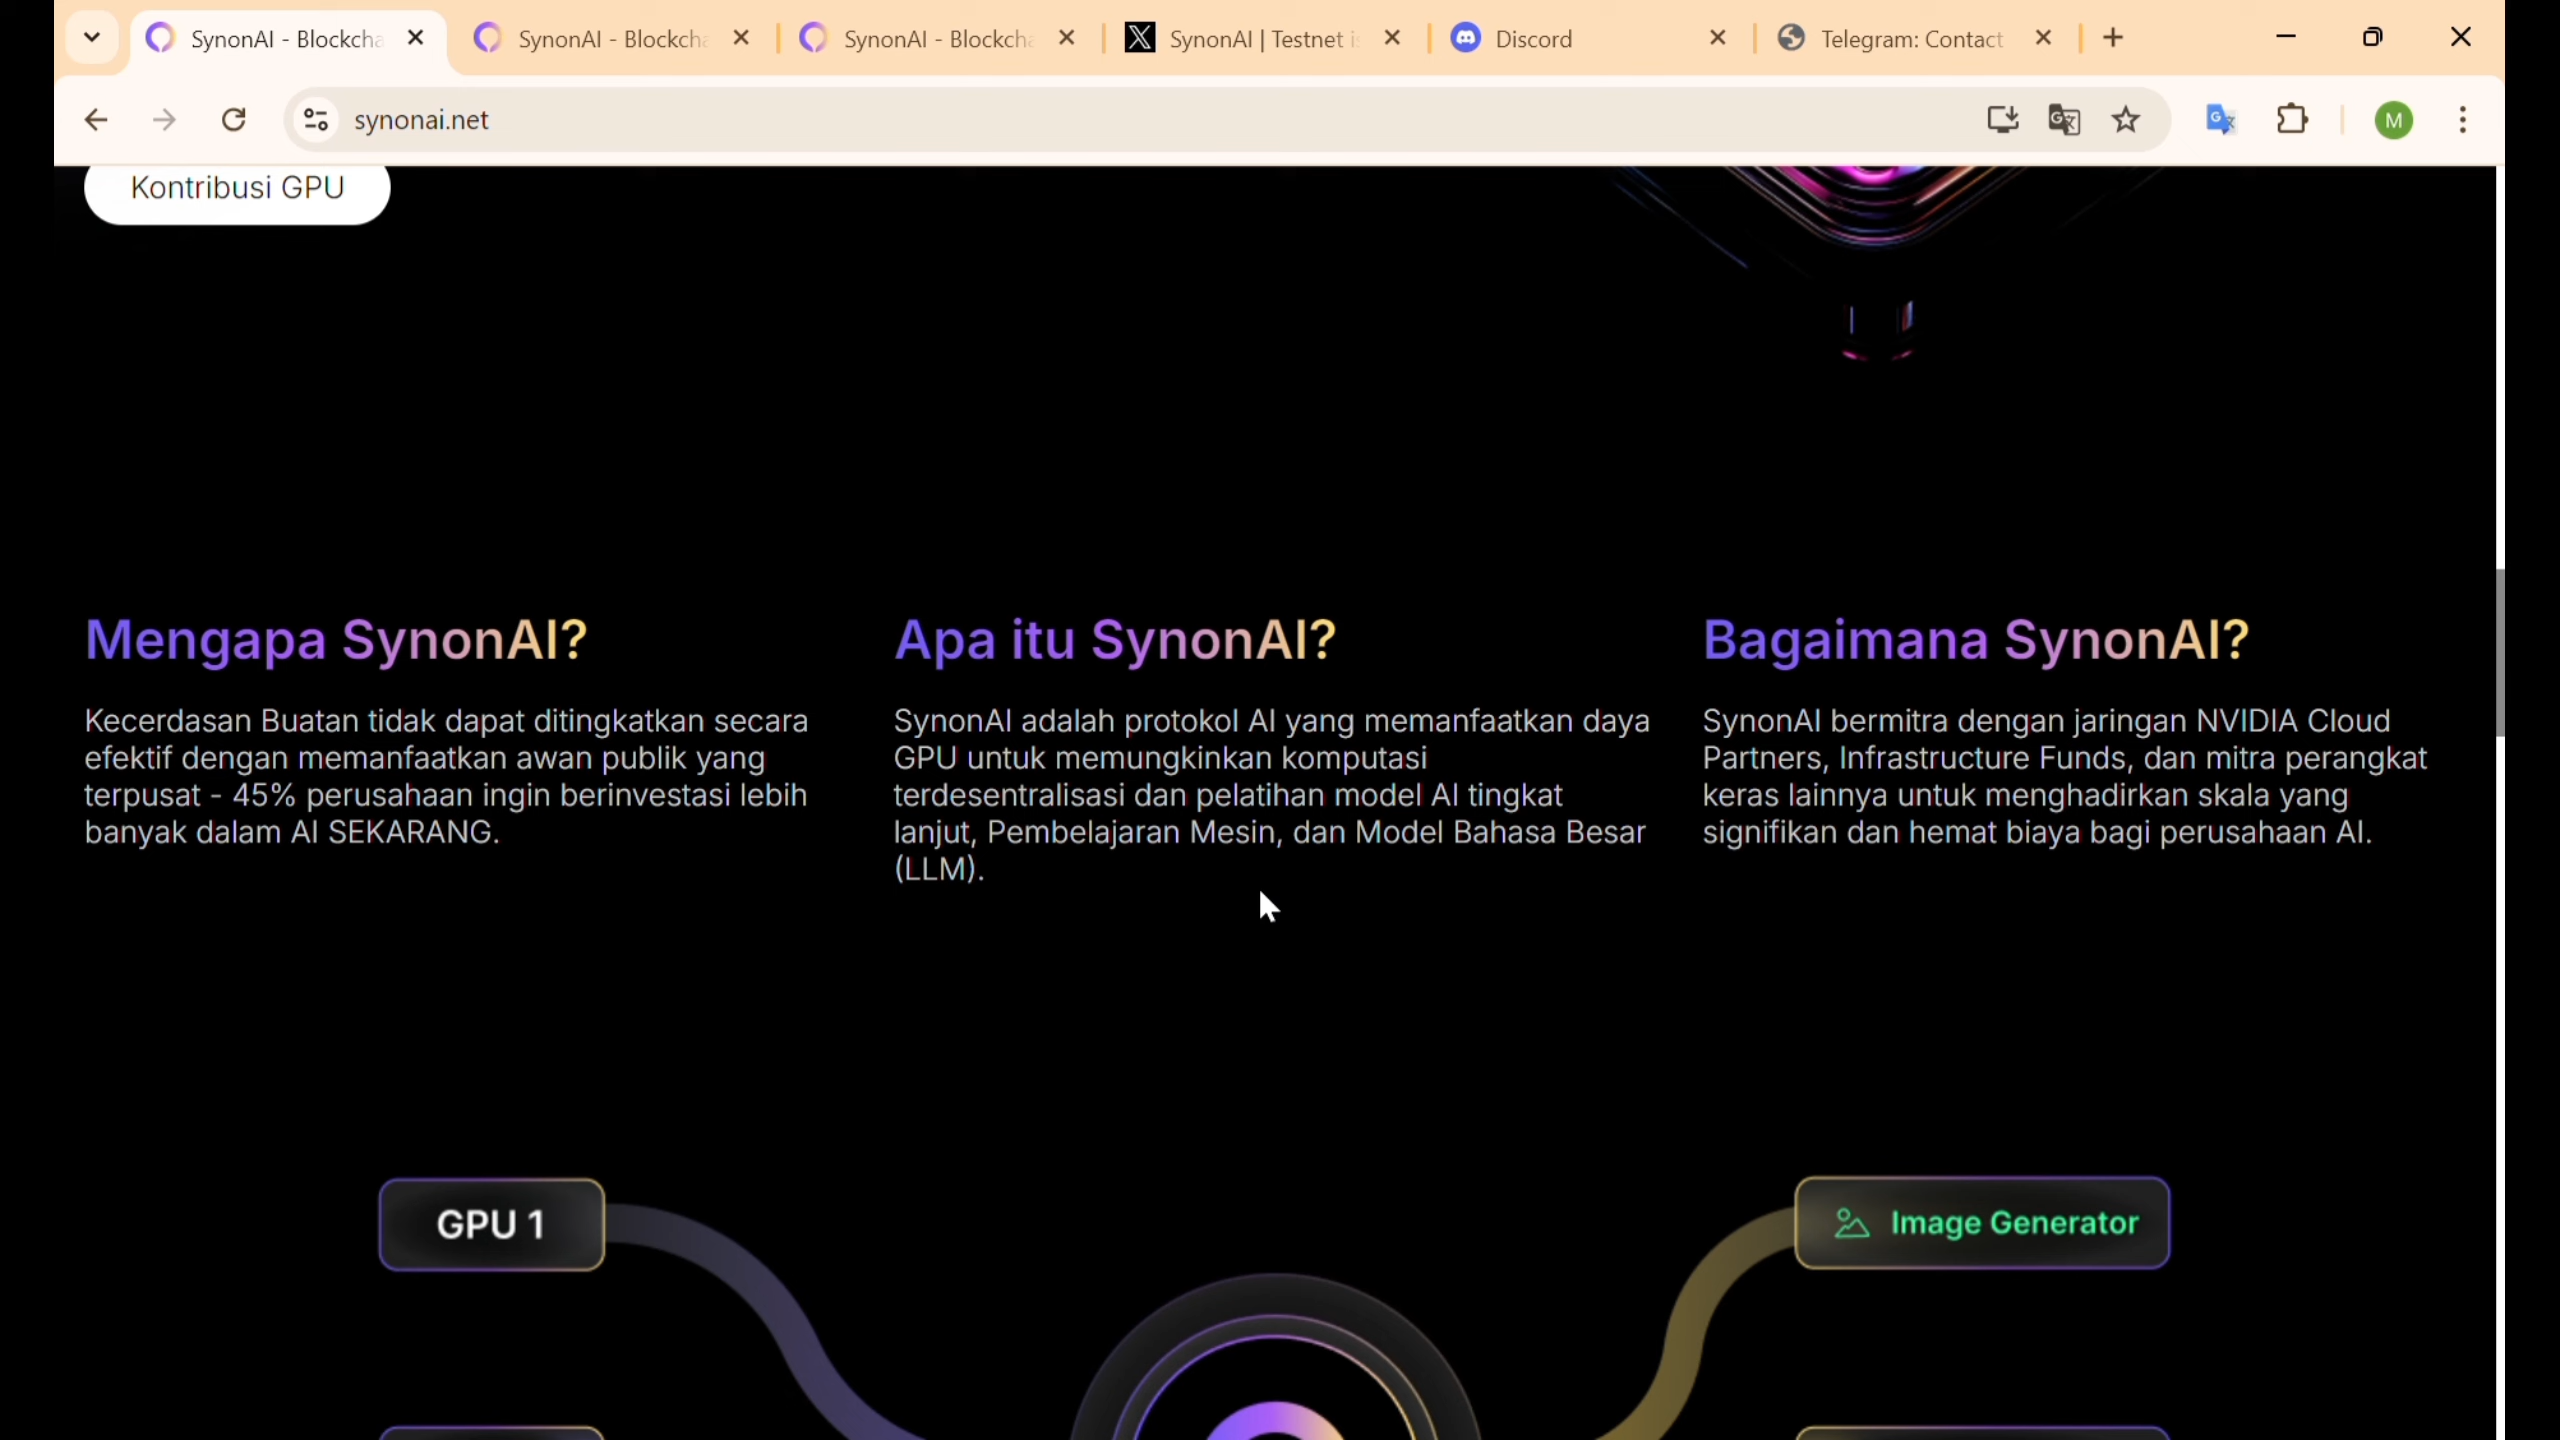 SynonAI - Blockcha
SynonAI - Blockcha
SynonAI - Blockcha
SynonAI | Testnet is
Discord
Telegram: Contact
synonai.net
M
Kontribusi GPU
Mengapa SynonAI?
Kecerdasan Buatan tidak dapat ditingkatkan secara
efektif dengan memanfaatkan awan publik yang
terpusat - 45% perusahaan ingin berinvestasi lebih
banyak dalam AI SEKARANG.
Apa itu SynonAI?
SynonAI adalah protokol AI yang memanfaatkan daya
GPU untuk memungkinkan komputasi
terdesentralisasi dan pelatihan model AI tingkat
lanjut, Pembelajaran Mesin, dan Model Bahasa Besar
(LLM).
Bagaimana SynonAI?
SynonAI bermitra dengan jaringan NVIDIA Cloud
Partners, Infrastructure Funds, dan mitra perangkat
keras lainnya untuk menghadirkan skala yang
signifikan dan hemat biaya bagi perusahaan AI.
GPU 1
Image Generator